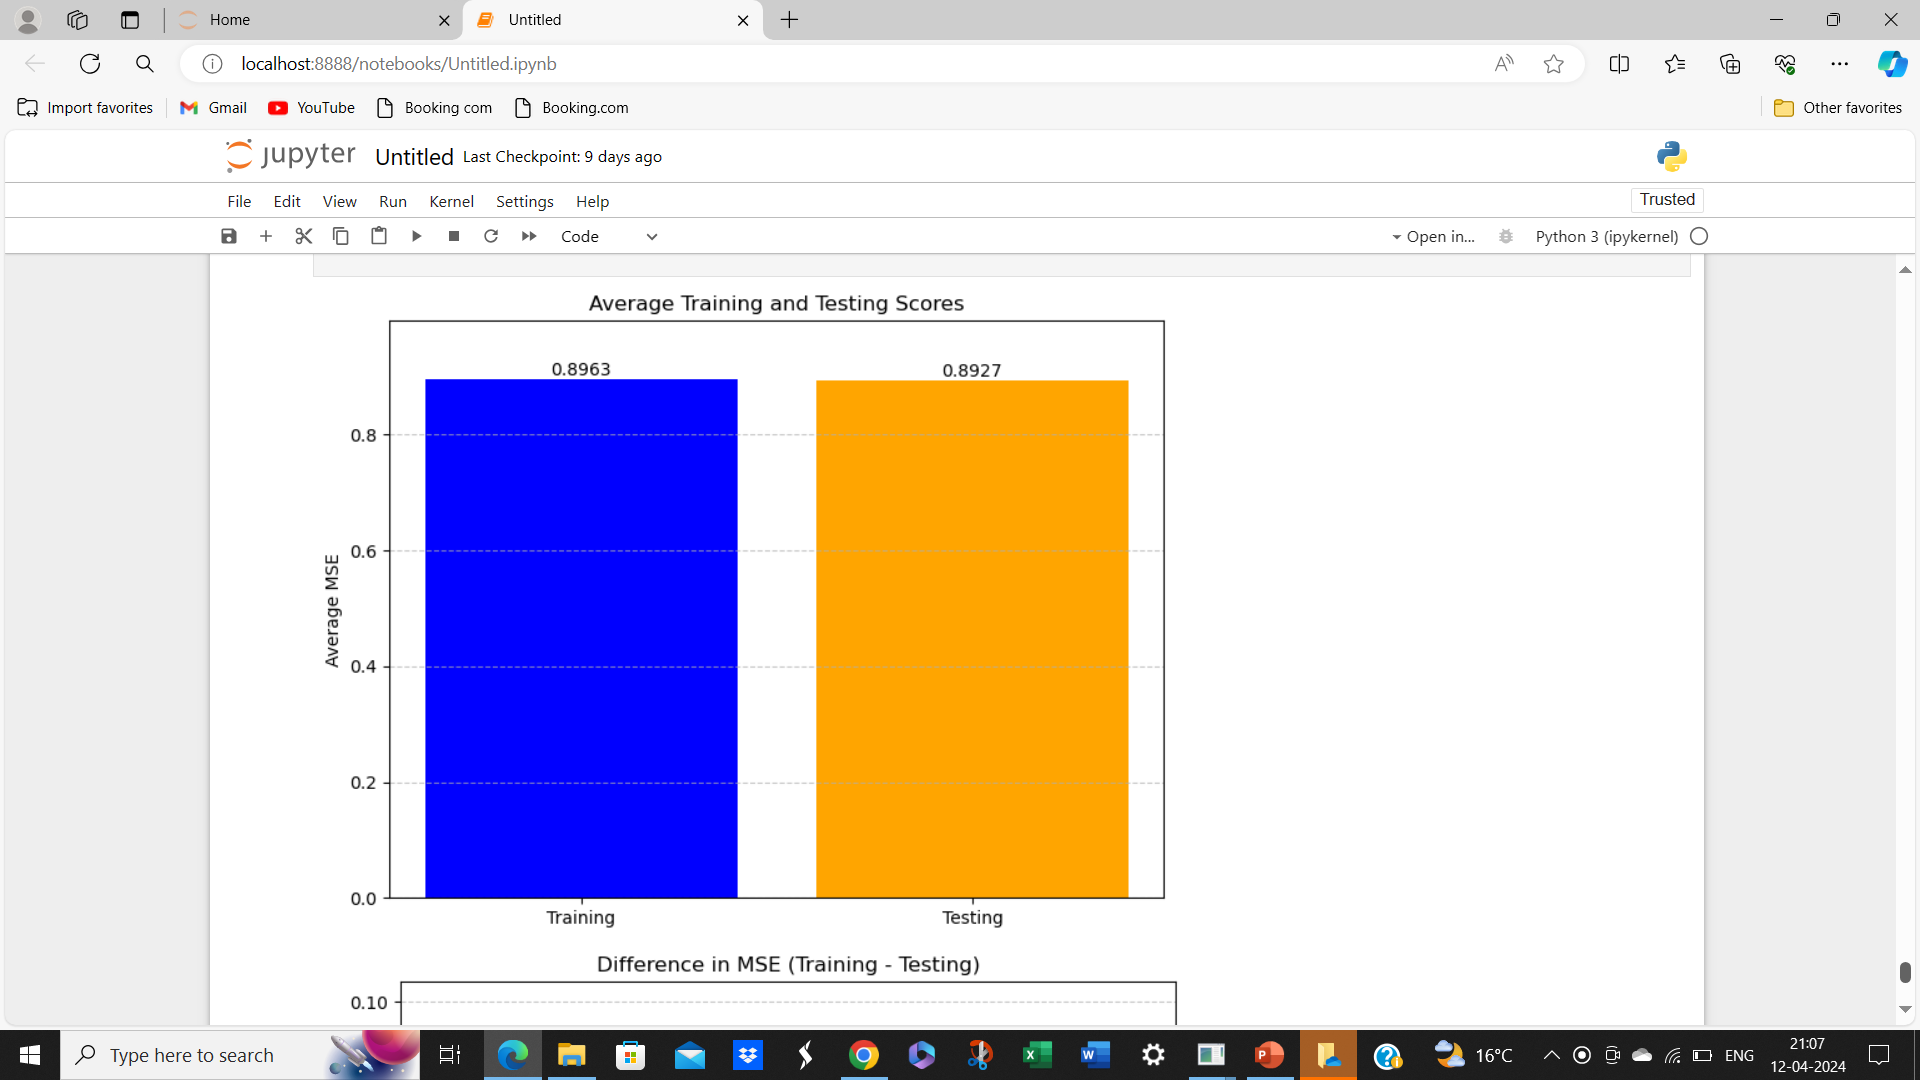 Home
Untitled
localhost:8888/notebooks/Untitled.ipynb
Import favorites
Gmail
YouTube
Booking com
Booking.com
Other favorites
jupyter Untitled Last Checkpoint: 9 days ago
File Edit View Run Kernel Settings Help
Trusted
Code
Open in...
Python 3 (ipykernel)
Average Training and Testing Scores
0.8963
0.8927
0.8
0.6
0.4
0.2
0.0
Average MSE
Training
Testing
Difference in MSE (Training - Testing)
0.10
Type here to search
16°C
ENG
21:07
12-04-2024